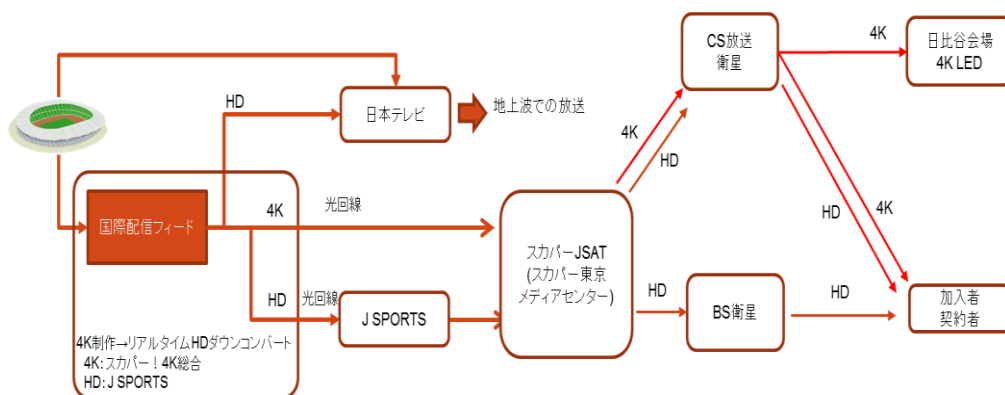 HD
日本テレビ
地上波での放送
国際配信フィード
4K
光回線
HD
光回線
J SPORTS
4K制作→リアルタイムHDダウンコンバート
4K:スカパー!4K総合
HD:J SPORTS
スカパーJSAT
(スカパー東京
メディアセンター)
4K
HD
CS放送
衛星
4K
日比谷会場
4K LED
HD
4K
HD
BS衛星
HD
加入者
契約者